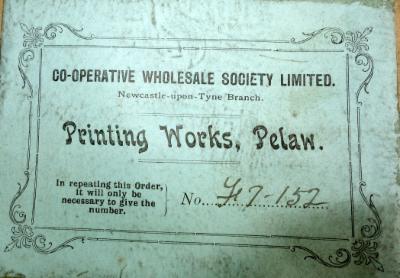 CO-OPERATIVE WHOLESALE SOCIETY LIMITED.
Newcastle-upon-Tyne Branch.
Printing Works, Pelaw.
In repeating this Order,
it will only be
necessary to give the
number.
No. 7-152